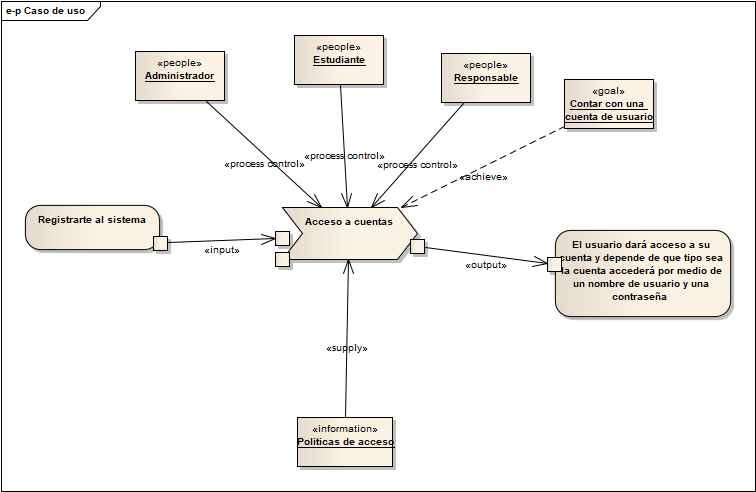 e-p Caso de uso
«people»
Administrador
«people»
Estudiante
«people»
Responsable
«goal»
Contar con una
cuenta de usuario
«process control»
«process control»
«process control»
«achieve»
Registrarte al sistema
«input»
Acceso a cuentas
«output»
El usuario dará acceso a su
cuenta y depende de que tipo sea
la cuenta accederá por medio de
un nombre de usuario y una
contraseña
«supply»
«information»
Politicas de acceso